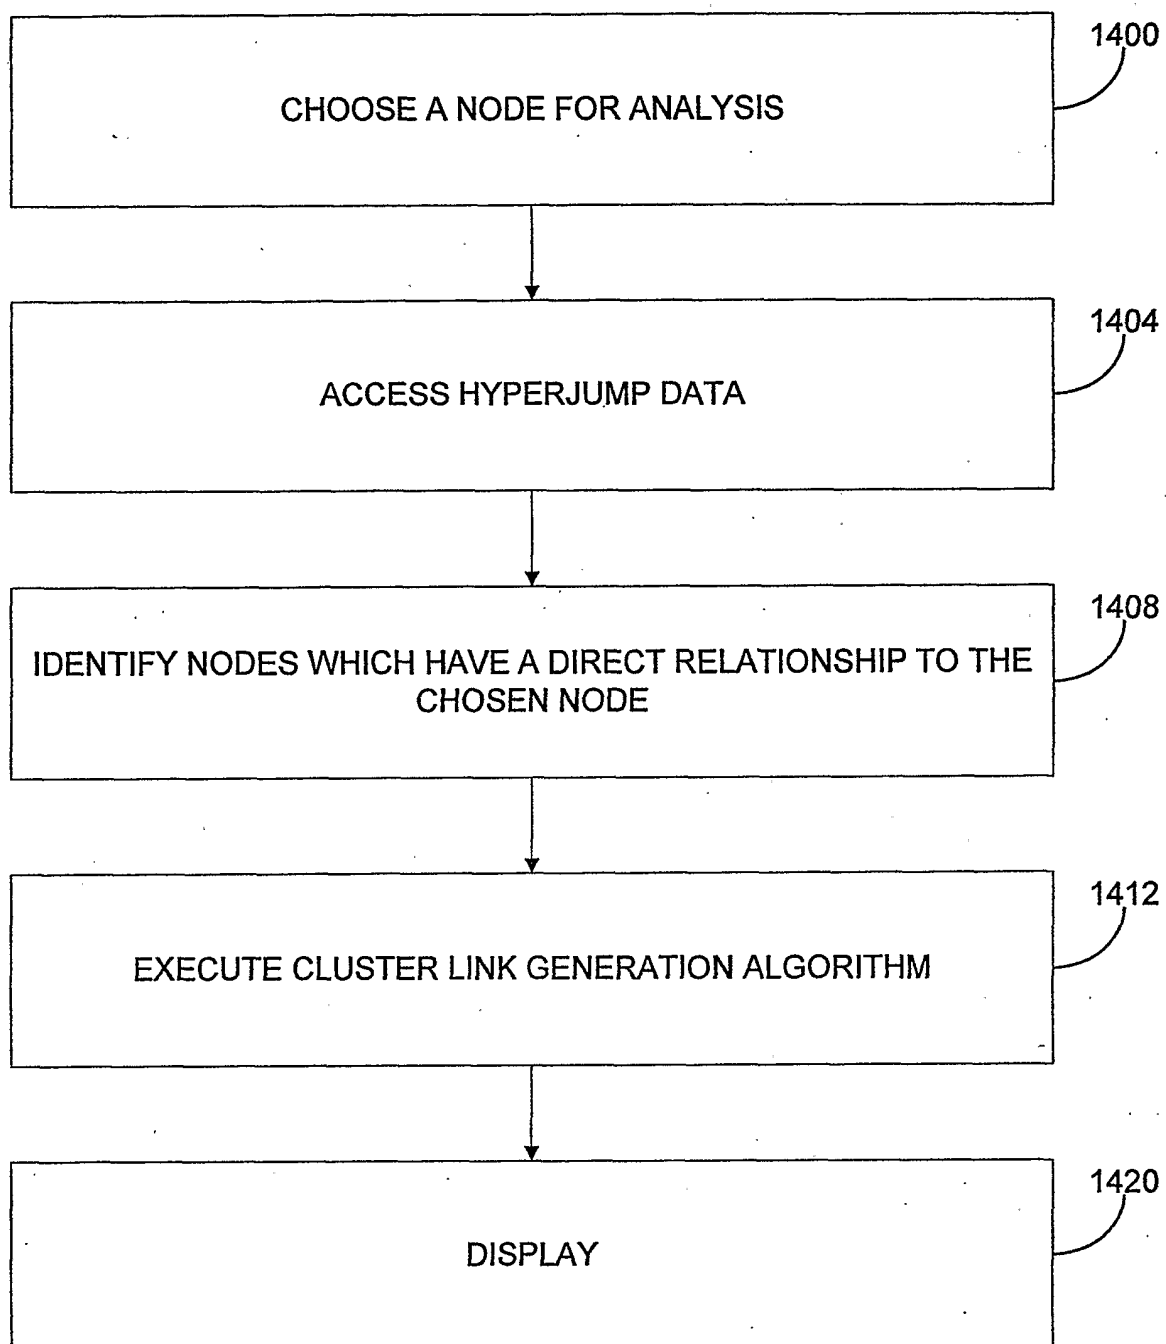 1400
CHOOSE A NODE FOR ANALYSIS
1404
ACCESS HYPERJUMP DATA
1408
IDENTIFY NODES WHICH HAVE A DIRECT RELATIONSHIP TO THE
CHOSEN NODE
1412
EXECUTE CLUSTER LINK GENERATION ALGORITHM
1420
DISPLAY